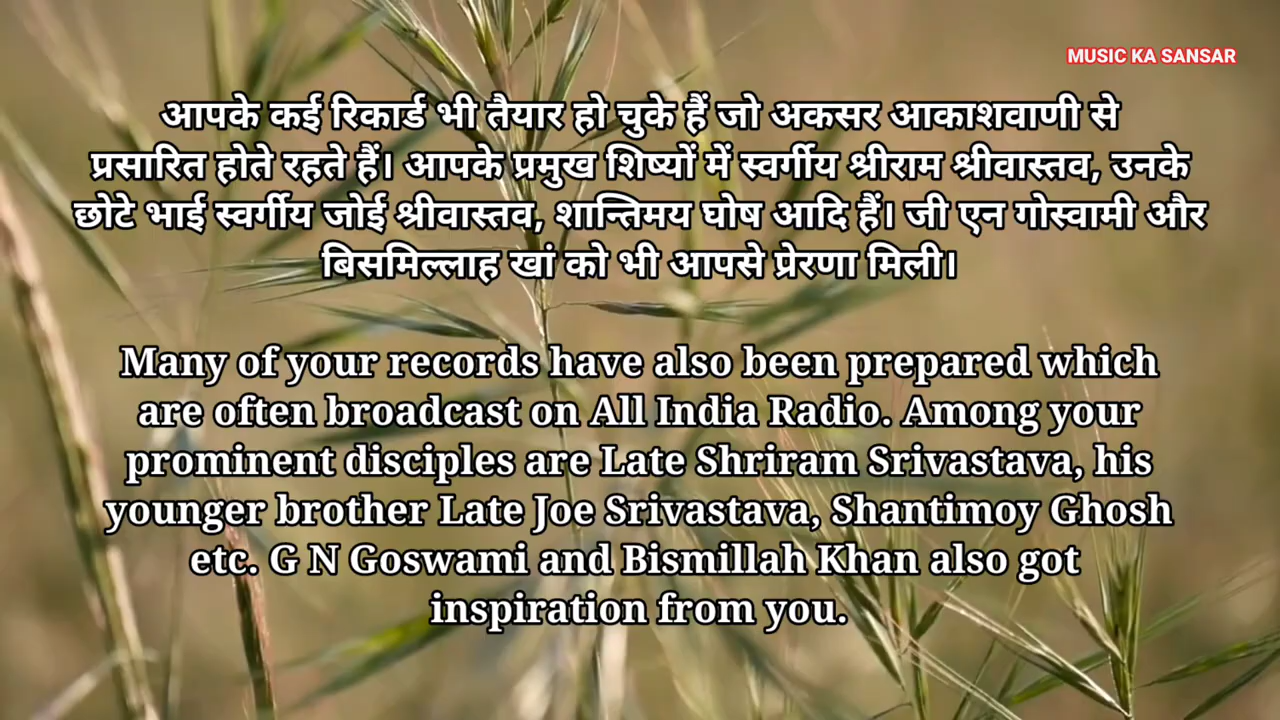 MUSIC KA SANSAR
आपके कई रिकार्ड भी तैयार हो चुके हैं जो अकसर आकाशवाणी से
प्रसारित होते रहते हैं। आपके प्रमुख शिष्यों में स्वर्गीय श्रीराम श्रीवास्तव, उनके
छोटे भाई स्वर्गीय जोई श्रीवास्तव, शान्तिमय घोष आदि हैं। जी एन गोस्वामी और
बिसमिल्लाह खां को भी आपसे प्रेरणा मिली।
Many of your records have also been prepared which
are often broadcast on All India Radio. Among your
prominent disciples are Late Shriram Srivastava, his
younger brother Late Joe Srivastava, Shantimoy Ghosh
etc. G N Goswami and Bismillah Khan also got
inspiration from you.